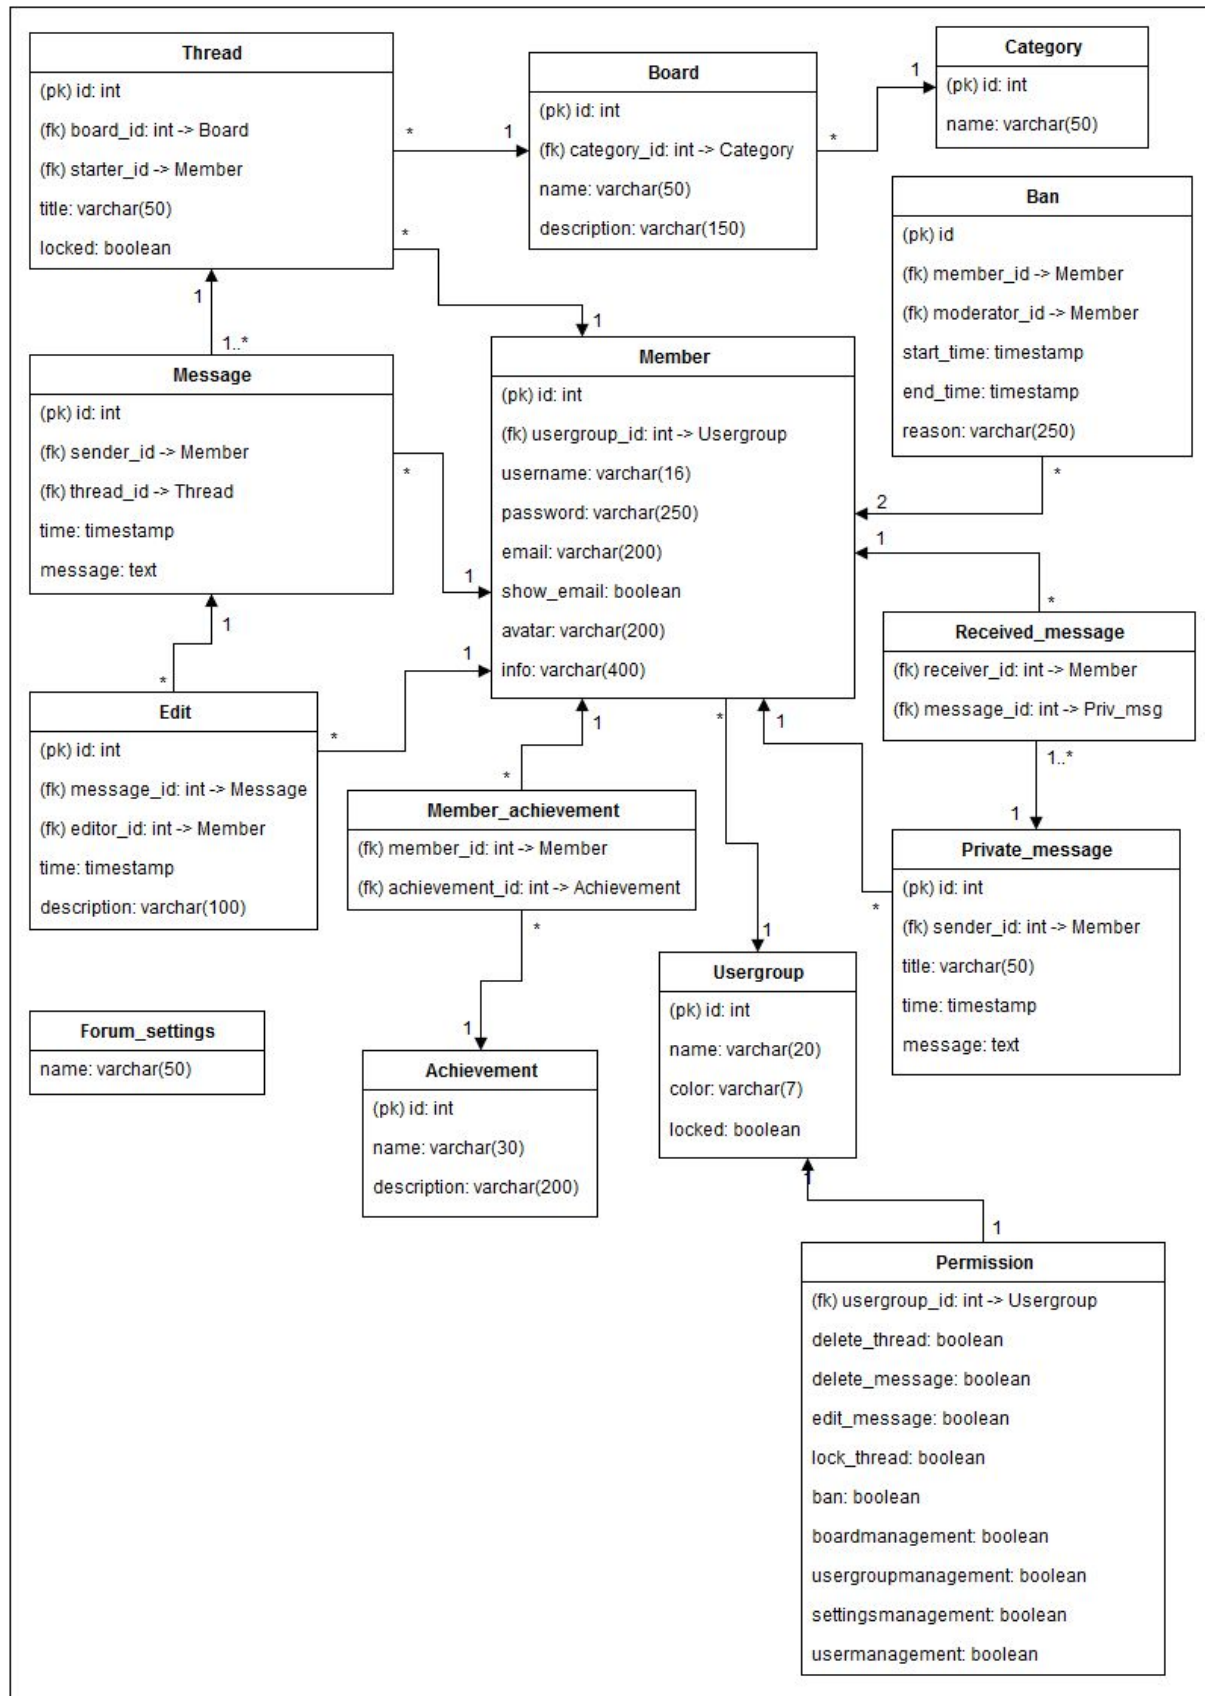 Thread
(pk) id: int
(fk) board_id: int -> Board
(fk) starter_id -> Member
title: varchar(50)
locked: boolean
*
1
Board
(pk) id: int
(fk) category_id: int -> Category
name: varchar(50)
description: varchar(150)
*
1
Category
(pk) id: int
name: varchar(50)
Ban
(pk) id
(fk) member_id -> Member
(fk) moderator_id -> Member
start_time: timestamp
end_time: timestamp
reason: varchar(250)
*
2
*
1
1
1..*
Message
(pk) id: int
(fk) sender_id -> Member
(fk) thread_id -> Thread
time: timestamp
message: text
*
1
Member
(pk) id: int
(fk) usergroup_id: int -> Usergroup
username: varchar(16)
password: varchar(250)
email: varchar(200)
show_email: boolean
avatar: varchar(200)
info: varchar(400)
1
*
Received_message
(fk) receiver_id: int -> Member
(fk) message_id: int -> Priv_msg
1..*
1
1
*
Edit
(pk) id: int
(fk) message_id: int -> Message
(fk) editor_id: int -> Member
time: timestamp
description: varchar(100)
*
1
1
*
Member_achievement
(fk) member_id: int -> Member
(fk) achievement_id: int -> Achievement
*
1
*
1
1
*
Private_message
(pk) id: int
(fk) sender_id: int -> Member
title: varchar(50)
time: timestamp
message: text
Usergroup
(pk) id: int
name: varchar(20)
color: varchar(7)
locked: boolean
Forum_settings
name: varchar(50)
Achievement
(pk) id: int
name: varchar(30)
description: varchar(200)
1
1
Permission
(fk) usergroup_id: int -> Usergroup
delete_thread: boolean
delete_message: boolean
edit_message: boolean
lock_thread: boolean
ban: boolean
boardmanagement: boolean
usergroupmanagement: boolean
settingsmanagement: boolean
usermanagement: boolean